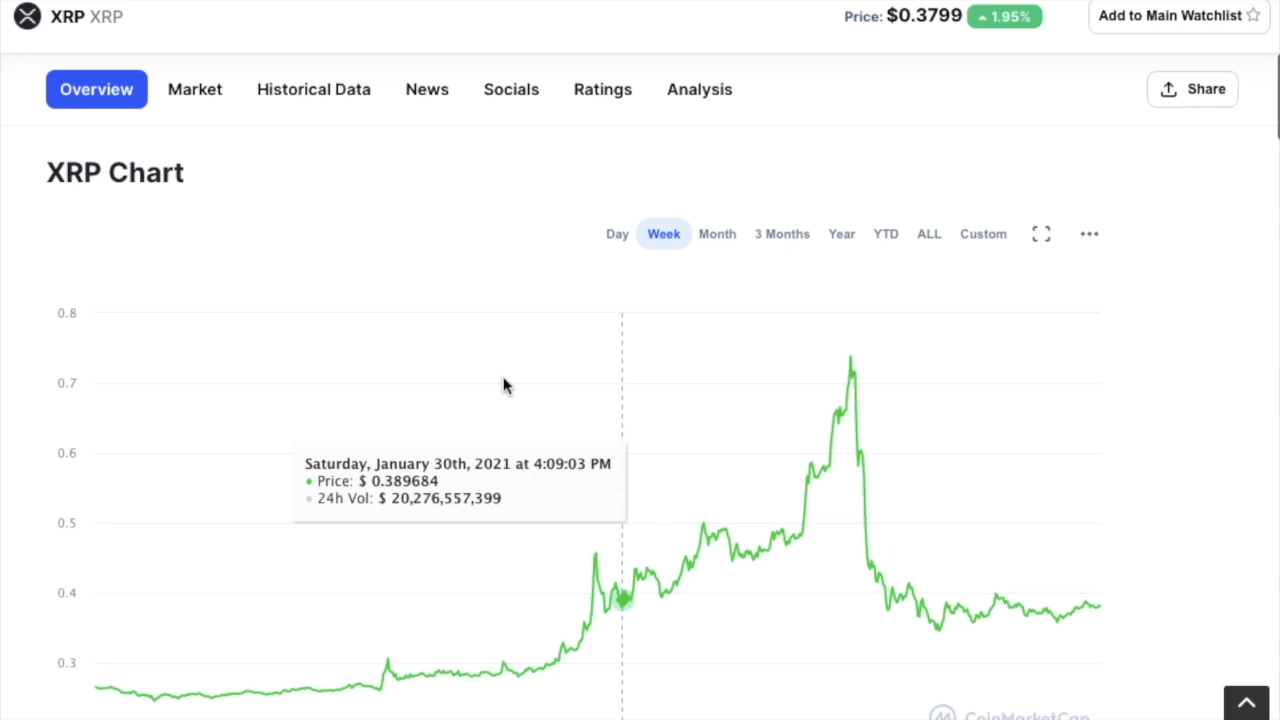 XRP XRP
Price: $0.3799 1.95%
Add to Main Watchlist
Overview Market Historical Data News Socials Ratings Analysis
Share
XRP Chart
Day Week Month 3 Months Year YTD ALL Custom
0.8
0.7
0.6
Saturday, January 30th, 2021 at 4:09:03 PM
Price: $ 0.389684
24h Vol: $ 20,276,557,399
0.5
0.4
0.3
CoinMarketCap